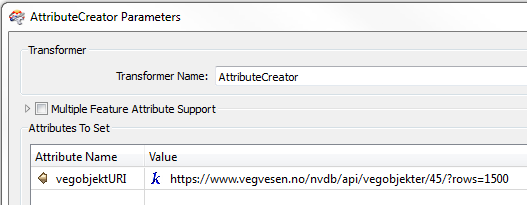 AttributeCreator Parameters
Transformer
Transformer Name: AttributeCreator
Multiple Feature Attribute Support
Attributes To Set
Attribute Name Value
vegobjektURI k https://www.vegvesen.no/nvdb/api/vegobjekter/45/?rows=1500